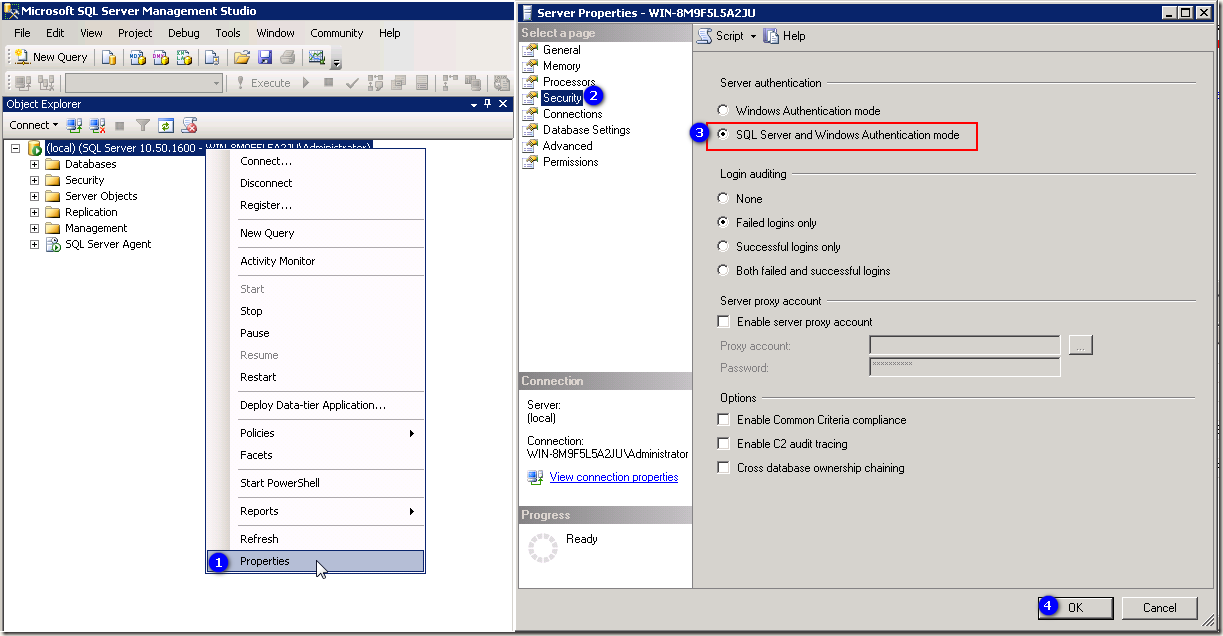 Microsoft SQL Server Management Studio
File Edit View Project Debug Tools Window Community Help
New Query
Execute
Object Explorer
Connect
(local) (SQL Server 10.50.1600 - WIN-8M9F5L5A2JU\Administrator)
Databases
Security
Server Objects
Replication
Management
SQL Server Agent
Connect...
Disconnect
Register...
New Query
Activity Monitor
Start
Stop
Pause
Resume
Restart
Deploy Data-tier Application...
Policies
Facets
Start PowerShell
Reports
Refresh
1 Properties
Server Properties - WIN-8M9F5L5A2JU
Select a page
General
Memory
Processors
Security 2
Connections
Database Settings
Advanced
Permissions
Connection
Server:
(local)
Connection:
WIN-8M9F5L5A2JU\Administrator
View connection properties
Progress
Ready
Script Help
Server authentication
Windows Authentication mode
3 SQL Server and Windows Authentication mode
Login auditing
None
Failed logins only
Successful logins only
Both failed and successful logins
Server proxy account
Enable server proxy account
Proxy account:
...
Password:
**********
Options
Enable Common Criteria compliance
Enable C2 audit tracing
Cross database ownership chaining
4 OK Cancel